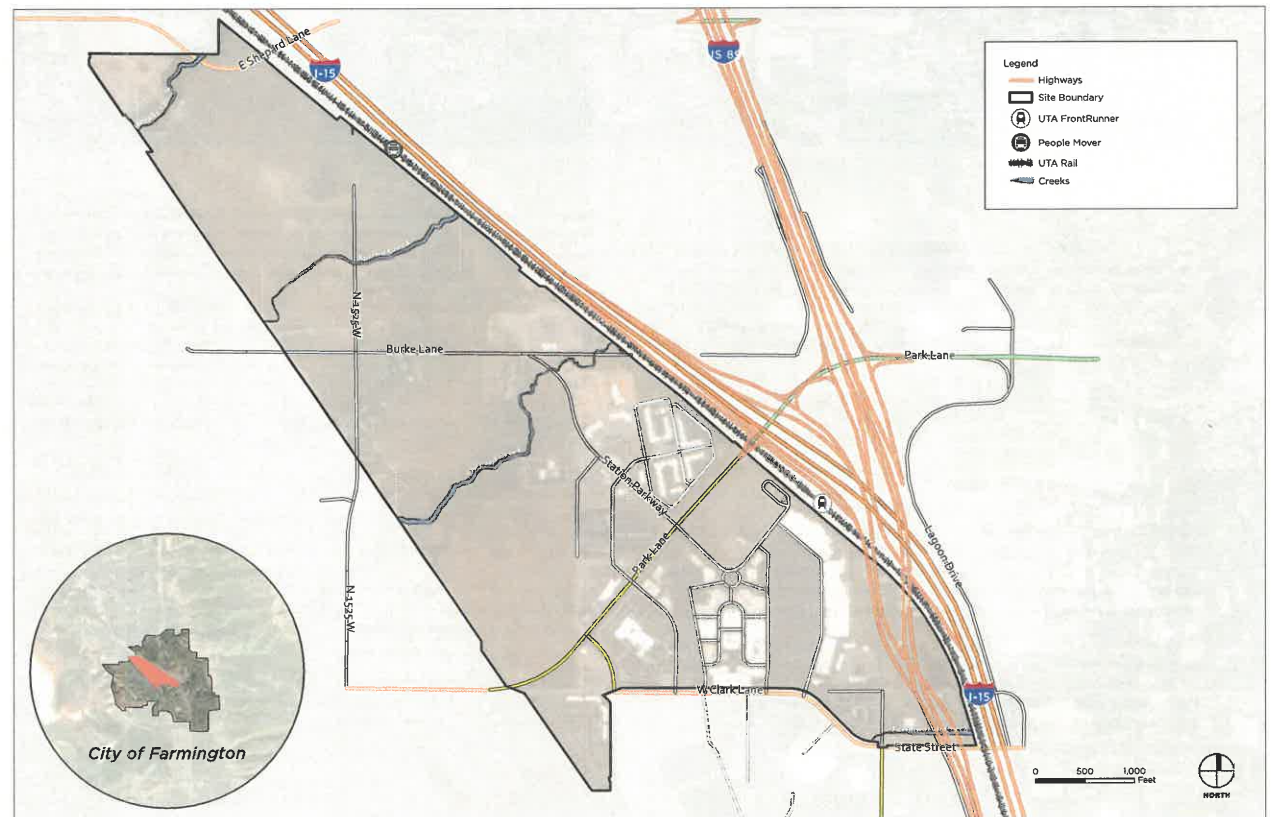 E Shepard Lane
I-15
US 89
Legend
Highways
Site Boundary
UTA FrontRunner
People Mover
UTA Rail
Creeks
N 1525 W
Burke Lane
Park Lane
Station Parkway
Park Lane
Lagoon Drive
N 1525 W
W Clark Lane
I-15
State Street
City of Farmington
0 500 1,000
Feet
NORTH